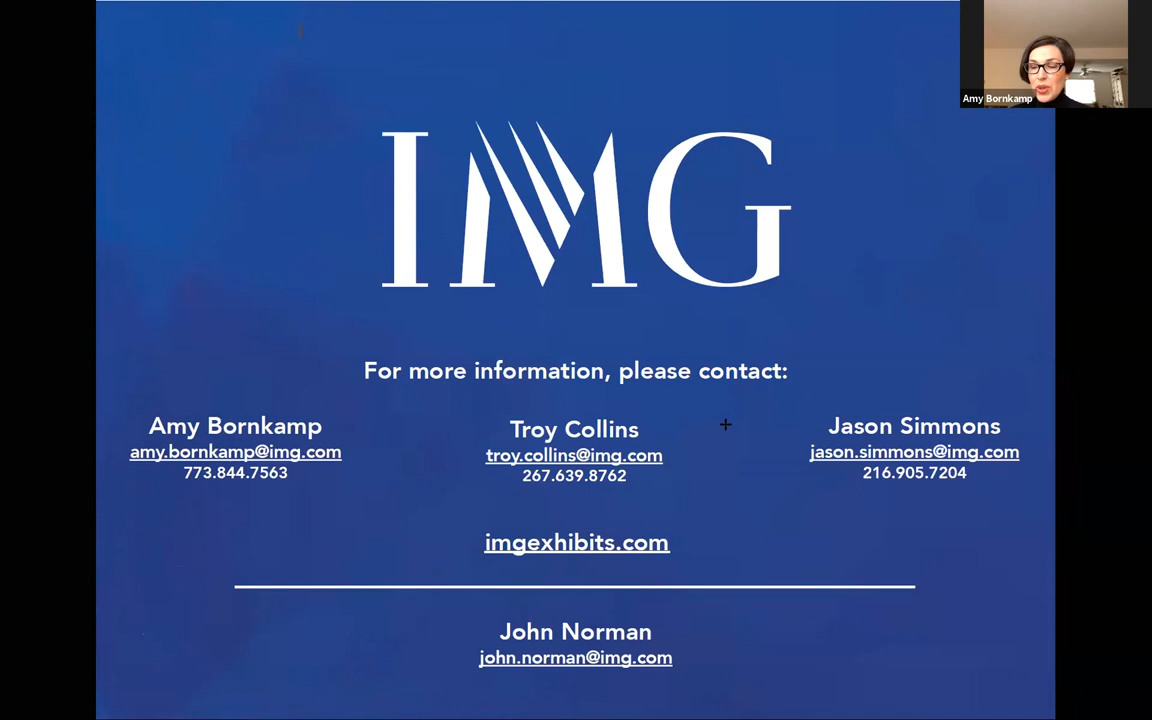 Amy Bornkamp
IMG
For more information, please contact:
Amy Bornkamp
amy.bornkamp@img.com
773.844.7563
Troy Collins
troy.collins@img.com
267.639.8762
Jason Simmons
jason.simmons@img.com
216.905.7204
imgexhibits.com
John Norman
john.norman@img.com